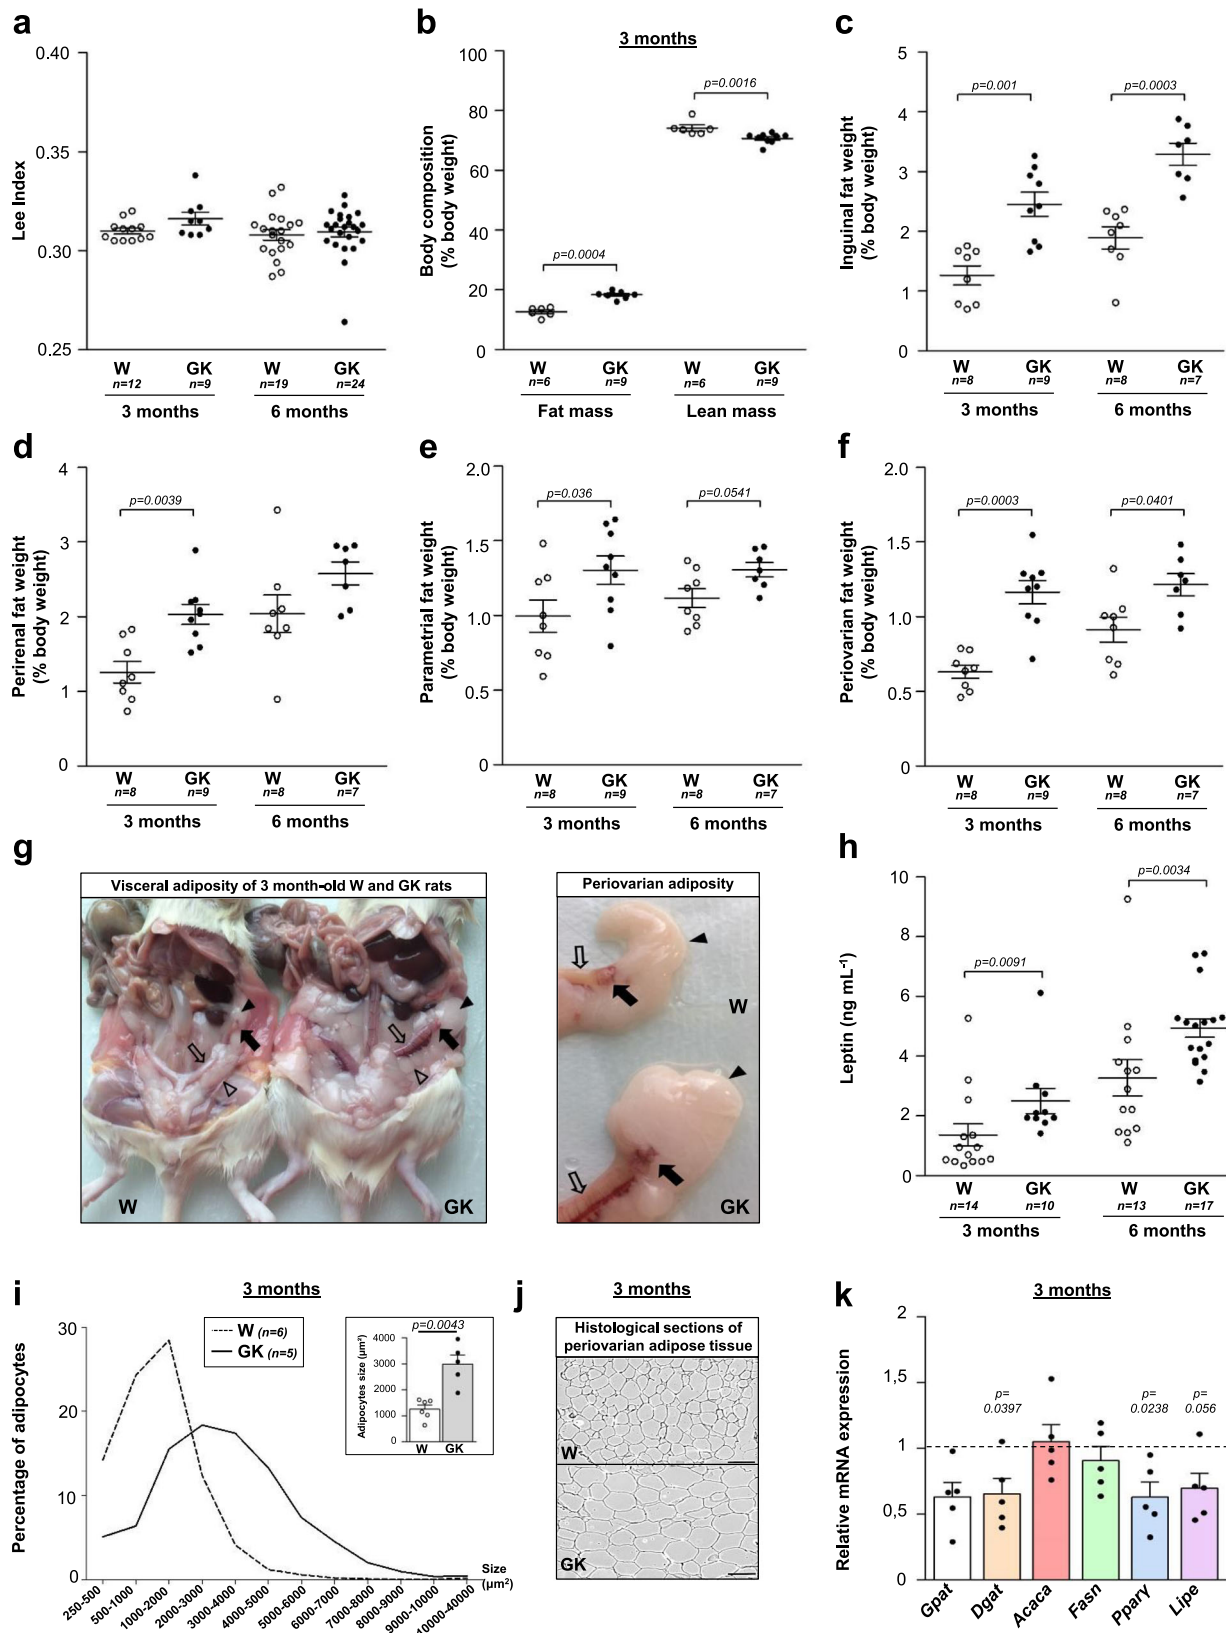 a
Lee Index
0.40
0.35
0.30
0.25
W GK W GK
n=12 n=9 n=19 n=24
3 months 6 months
b
3 months
Body composition
(% body weight)
100
80
60
40
20
0
p=0.0004
p=0.0016
W GK W GK
n=6 n=9 n=6 n=9
Fat mass Lean mass
c
Inguinal fat weight
(% body weight)
5
4
3
2
1
0
p=0.001 p=0.0003
W GK W GK
n=8 n=9 n=8 n=7
3 months 6 months
d
Perirenal fat weight
(% body weight)
4
3
2
1
0
p=0.0039
W GK W GK
n=8 n=9 n=8 n=7
3 months 6 months
e
Parametrial fat weight
(% body weight)
2.0
1.5
1.0
0.5
0.0
p=0.036 p=0.0541
W GK W GK
n=8 n=9 n=8 n=7
3 months 6 months
f
Periovarian fat weight
(% body weight)
2.0
1.5
1.0
0.5
0.0
p=0.0003 p=0.0401
W GK W GK
n=8 n=9 n=8 n=7
3 months 6 months
g
Visceral adiposity of 3 month-old W and GK rats
W GK
Periovarian adiposity
W
GK
h
Leptin (ng mL⁻¹)
10
8
6
4
2
0
p=0.0091
p=0.0034
W GK W GK
n=14 n=10 n=13 n=17
3 months 6 months
i
3 months
Percentage of adipocytes
30
20
10
0
W (n=6)
GK (n=5)
p=0.0043
Adipocytes size (µm²)
4000
3000
2000
1000
0
W GK
Size
(µm²)
250-500
500-1000
1000-2000
2000-3000
3000-4000
4000-5000
5000-6000
6000-7000
7000-8000
8000-9000
9000-10000
10000-40000
j
3 months
Histological sections of
periovarian adipose tissue
W
GK
k
3 months
Relative mRNA expression
2
1,5
1
0,5
0
p=
0.0397
p=
0.0238
p=
0.056
Gpat
Dgat
Acaca
Fasn
Pparγ
Lipe